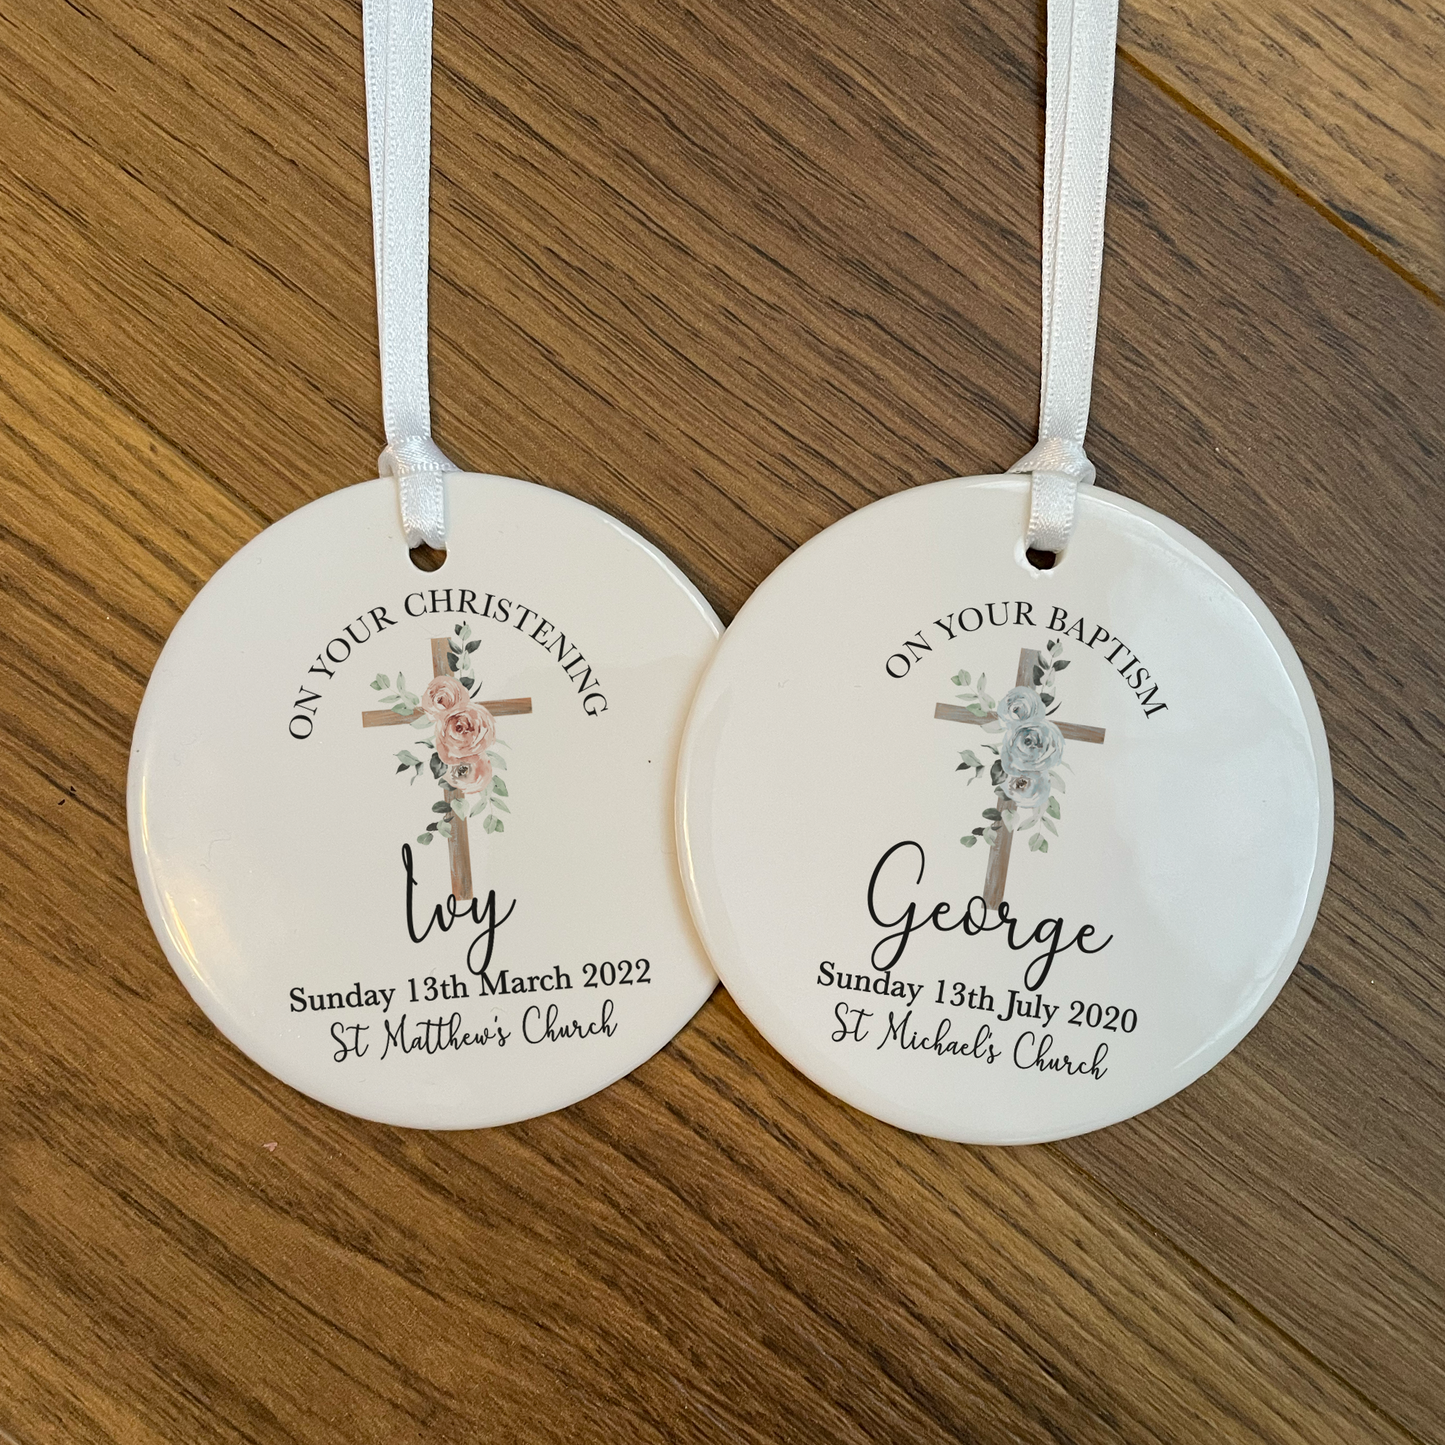 ON YOUR CHRISTENING
Ivy
Sunday 13th March 2022
St Matthew's Church
ON YOUR BAPTISM
George
Sunday 13th July 2020
St Michael's Church